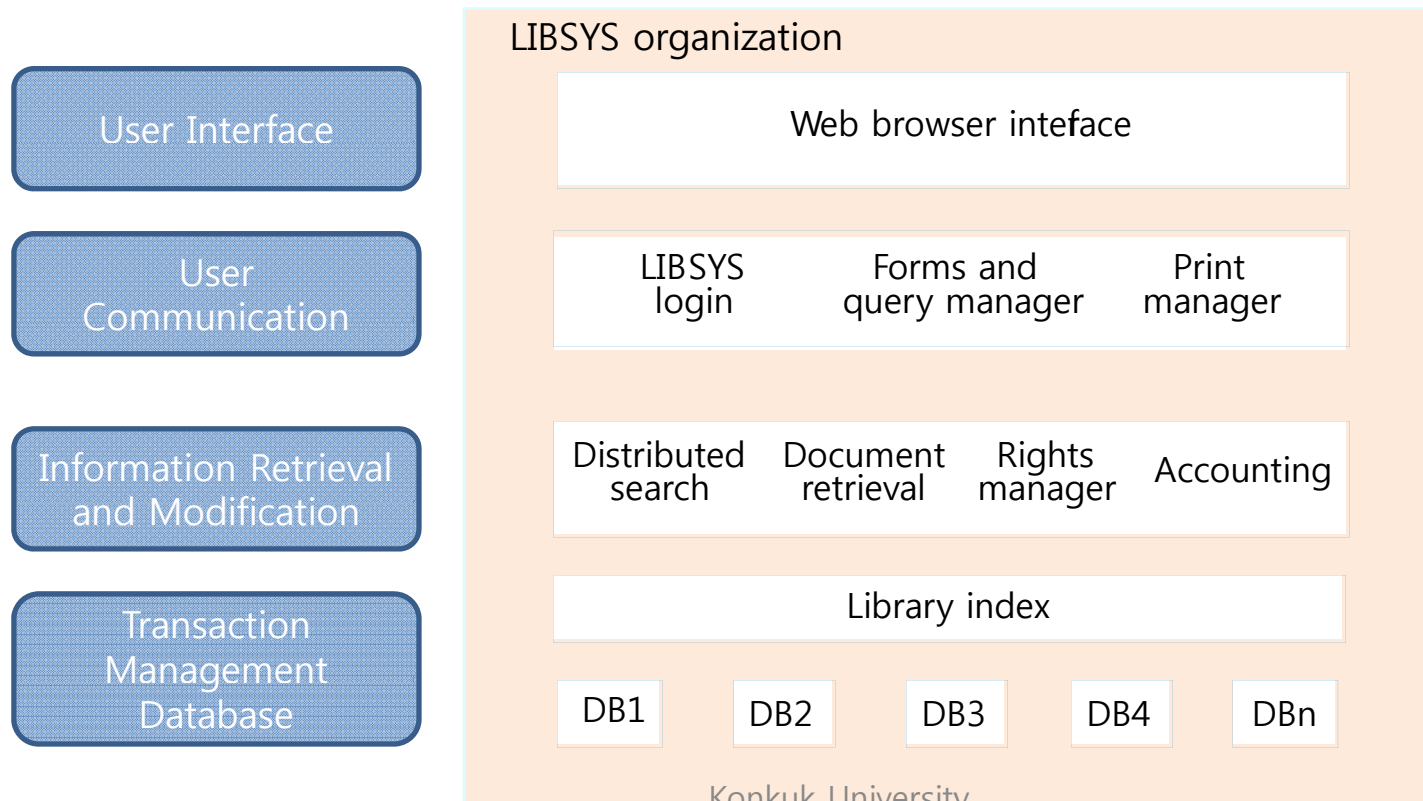 LIBSYS organization
User Interface
Web browser inteface
User
Communication
LIBSYS
login
Forms and
query manager
Print
manager
Information Retrieval
and Modification
Distributed
search
Document
retrieval
Rights
manager
Accounting
Transaction
Management
Database
Library index
DB1
DB2
DB3
DB4
DBn
Konkuk University